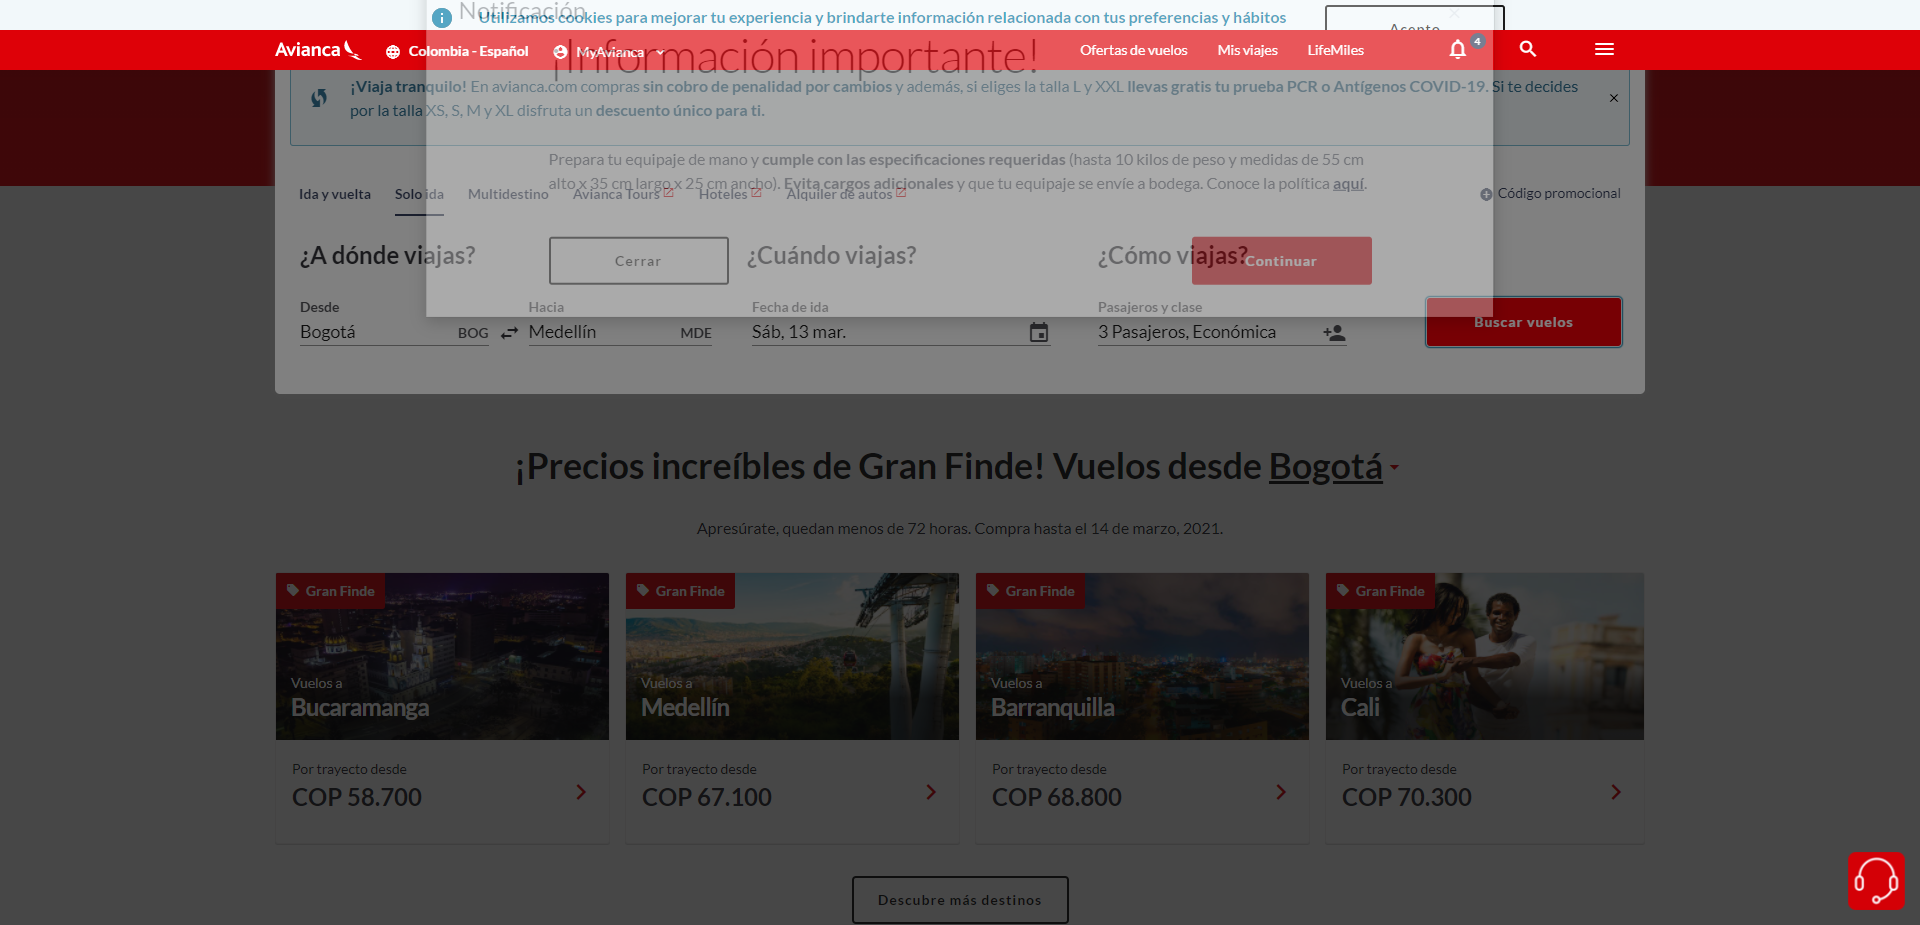 Notificación
Utilizamos cookies para mejorar tu experiencia y brindarte información relacionada con tus preferencias y hábitos
Acepto
Avianca
Colombia - Español
MyAvianca
Ofertas de vuelos
Mis viajes
LifeMiles
4
¡Información importante!
¡Viaja tranquilo! En avianca.com compras sin cobro de penalidad por cambios y además, si eliges la talla L y XXL llevas gratis tu prueba PCR o Antígenos COVID-19. Si te decides
por la talla XS, S, M y XL disfruta un descuento único para ti.
Prepara tu equipaje de mano y cumple con las especificaciones requeridas (hasta 10 kilos de peso y medidas de 55 cm
alto x 35 cm largo x 25 cm ancho). Evita cargos adicionales y que tu equipaje se envíe a bodega. Conoce la política aquí.
Ida y vuelta
Solo ida
Multidestino
Avianca Tours
Hoteles
Alquiler de autos
Código promocional
Cerrar
Continuar
¿A dónde viajas?
¿Cuándo viajas?
¿Cómo viajas?
Desde
Hacia
Fecha de ida
Pasajeros y clase
Bogotá BOG
Medellín MDE
Sáb, 13 mar.
3 Pasajeros, Económica
Buscar vuelos
¡Precios increíbles de Gran Finde! Vuelos desde Bogotá
Apresúrate, quedan menos de 72 horas. Compra hasta el 14 de marzo, 2021.
Gran Finde
Vuelos a
Bucaramanga
Por trayecto desde
COP 58.700
Gran Finde
Vuelos a
Medellín
Por trayecto desde
COP 67.100
Gran Finde
Vuelos a
Barranquilla
Por trayecto desde
COP 68.800
Gran Finde
Vuelos a
Cali
Por trayecto desde
COP 70.300
Descubre más destinos